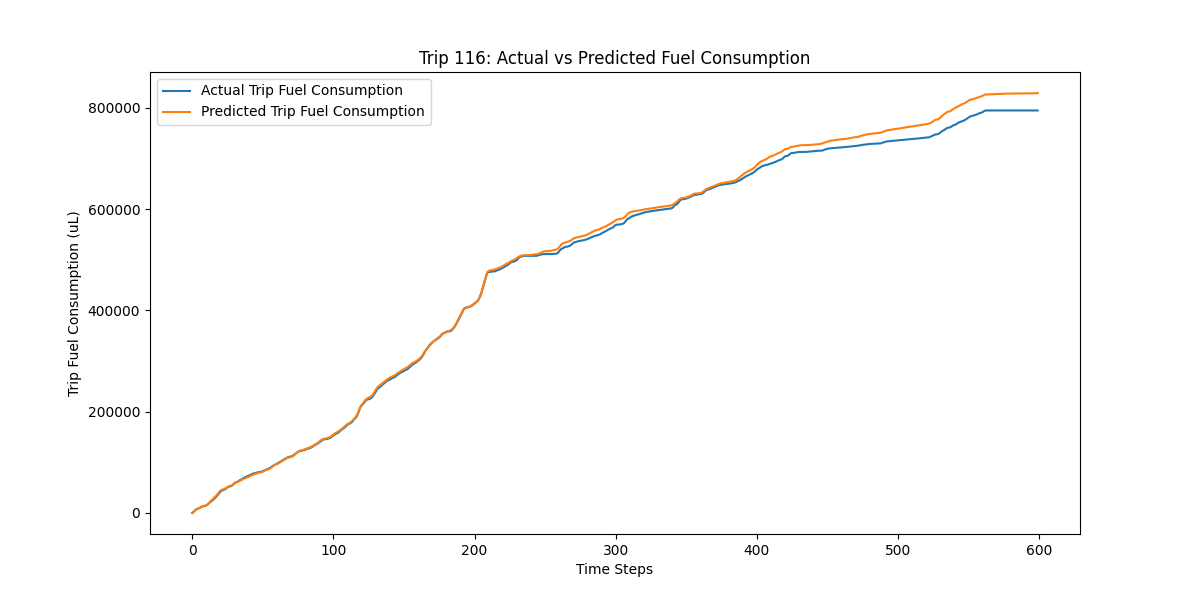 Trip 116: Actual vs Predicted Fuel Consumption
Actual Trip Fuel Consumption
Predicted Trip Fuel Consumption
Trip Fuel Consumption (uL)
800000
600000
400000
200000
0
0 100 200 300 400 500 600
Time Steps